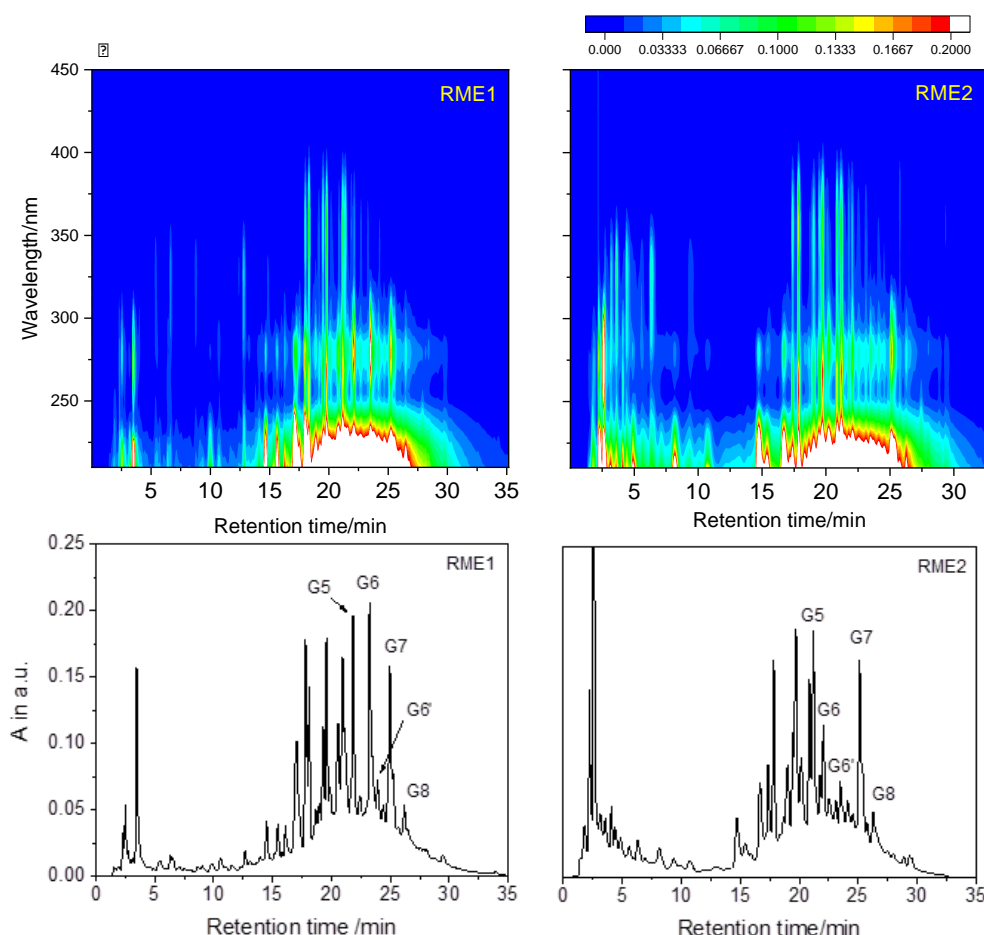 0.000 0.03333 0.06667 0.1000 0.1333 0.1667 0.2000
RME1
RME2
450
400
350
300
250
Wavelength/nm
5 10 15 20 25 30 35
Retention time/min
5 10 15 20 25 30
Retention time/min
RME1
RME2
0.25
0.20
0.15
0.10
0.05
0.00
A in a.u.
G5
G6
G7
G6'
G8
0 5 10 15 20 25 30 35
Retention time /min
G5
G7
G6
G6'
G8
0 5 10 15 20 25 30 35
Retention time/min